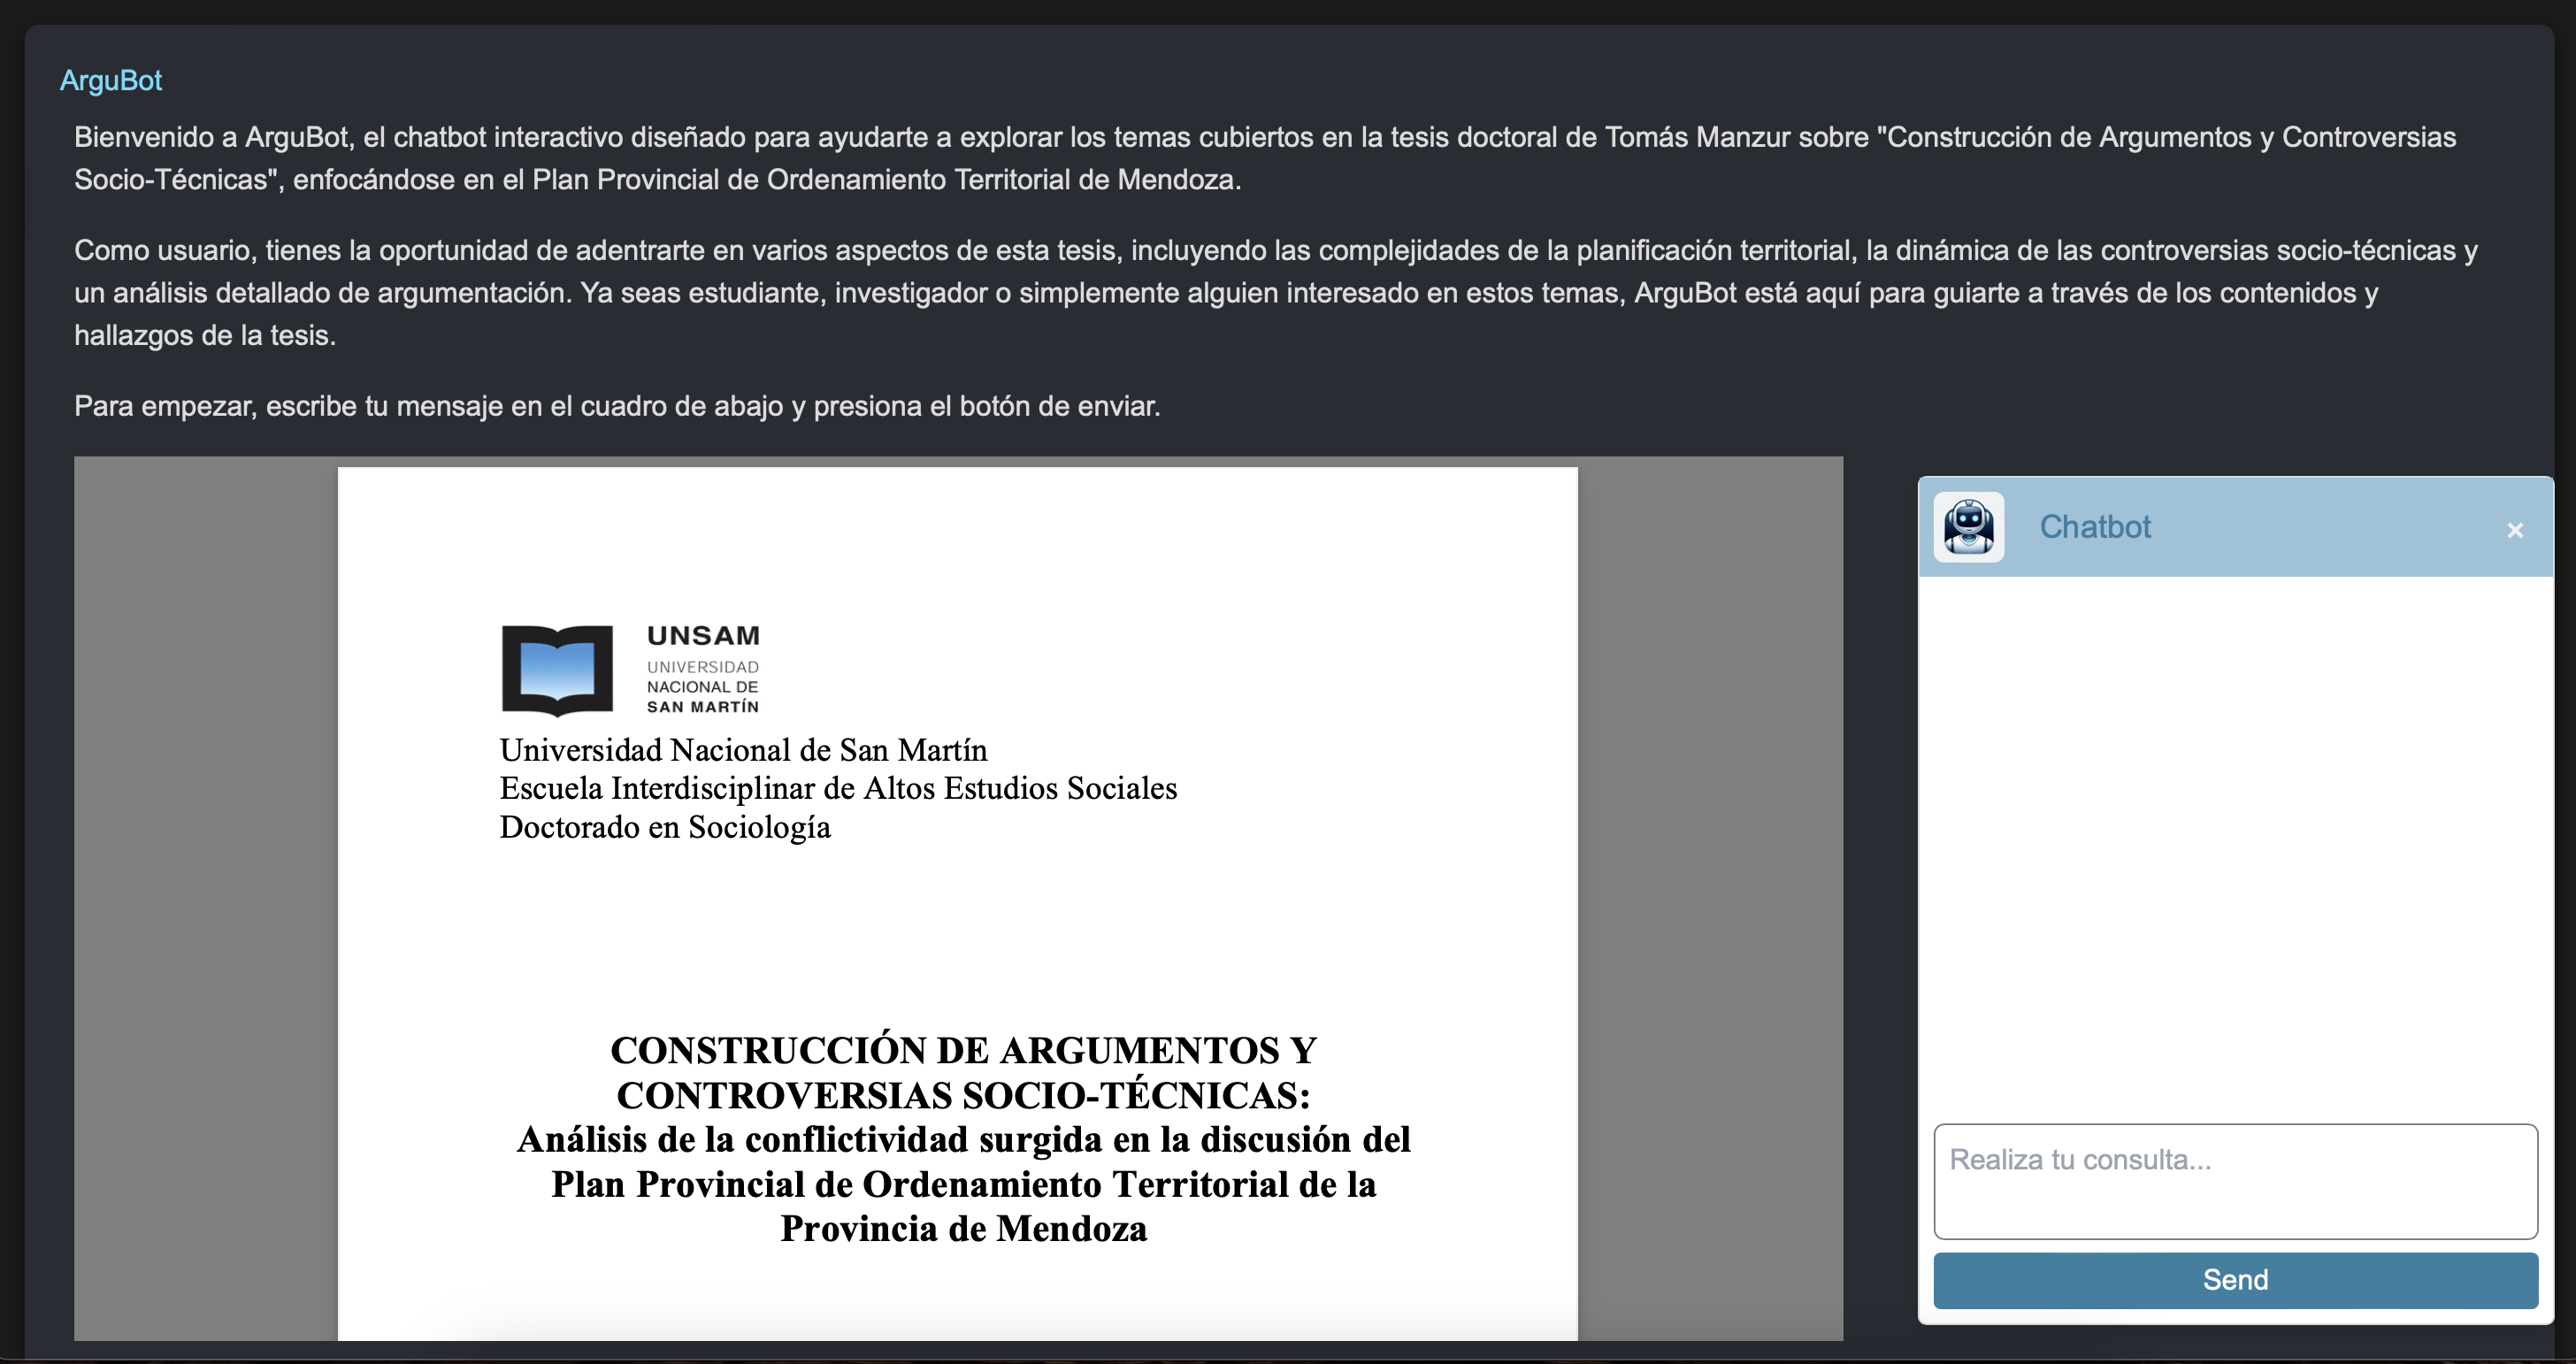 ArguBot
Bienvenido a ArguBot, el chatbot interactivo diseñado para ayudarte a explorar los temas cubiertos en la tesis doctoral de Tomás Manzur sobre "Construcción de Argumentos y Controversias
Socio-Técnicas", enfocándose en el Plan Provincial de Ordenamiento Territorial de Mendoza.
Como usuario, tienes la oportunidad de adentrarte en varios aspectos de esta tesis, incluyendo las complejidades de la planificación territorial, la dinámica de las controversias socio-técnicas y
un análisis detallado de argumentación. Ya seas estudiante, investigador o simplemente alguien interesado en estos temas, ArguBot está aquí para guiarte a través de los contenidos y
hallazgos de la tesis.
Para empezar, escribe tu mensaje en el cuadro de abajo y presiona el botón de enviar.
UNSAM
UNIVERSIDAD
NACIONAL DE
SAN MARTÍN
Universidad Nacional de San Martín
Escuela Interdisciplinar de Altos Estudios Sociales
Doctorado en Sociología
CONSTRUCCIÓN DE ARGUMENTOS Y
CONTROVERSIAS SOCIO-TÉCNICAS:
Análisis de la conflictividad surgida en la discusión del
Plan Provincial de Ordenamiento Territorial de la
Provincia de Mendoza
Chatbot
×
Realiza tu consulta...
Send